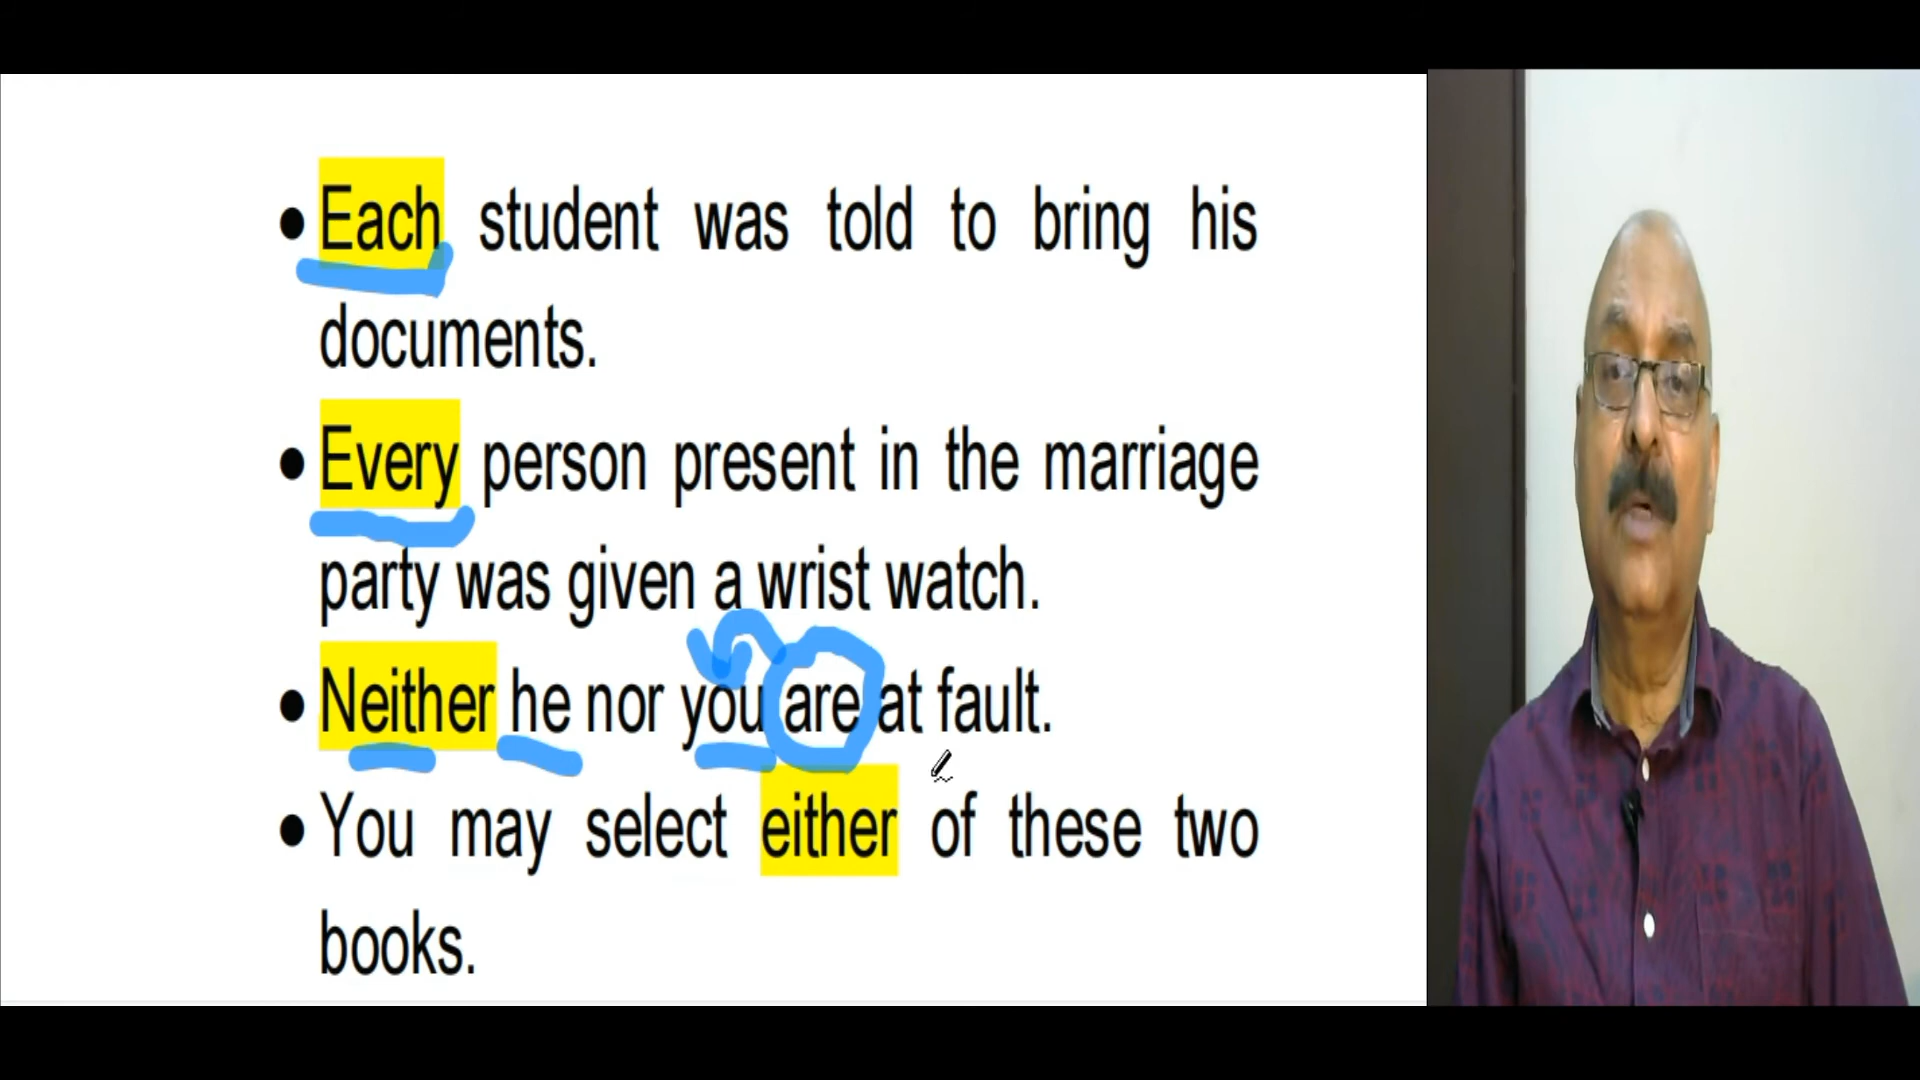 • Each student was told to bring his
documents.
• Every person present in the marriage
party was given a wrist watch.
• Neither he nor you are at fault.
• You may select either of these two
books.